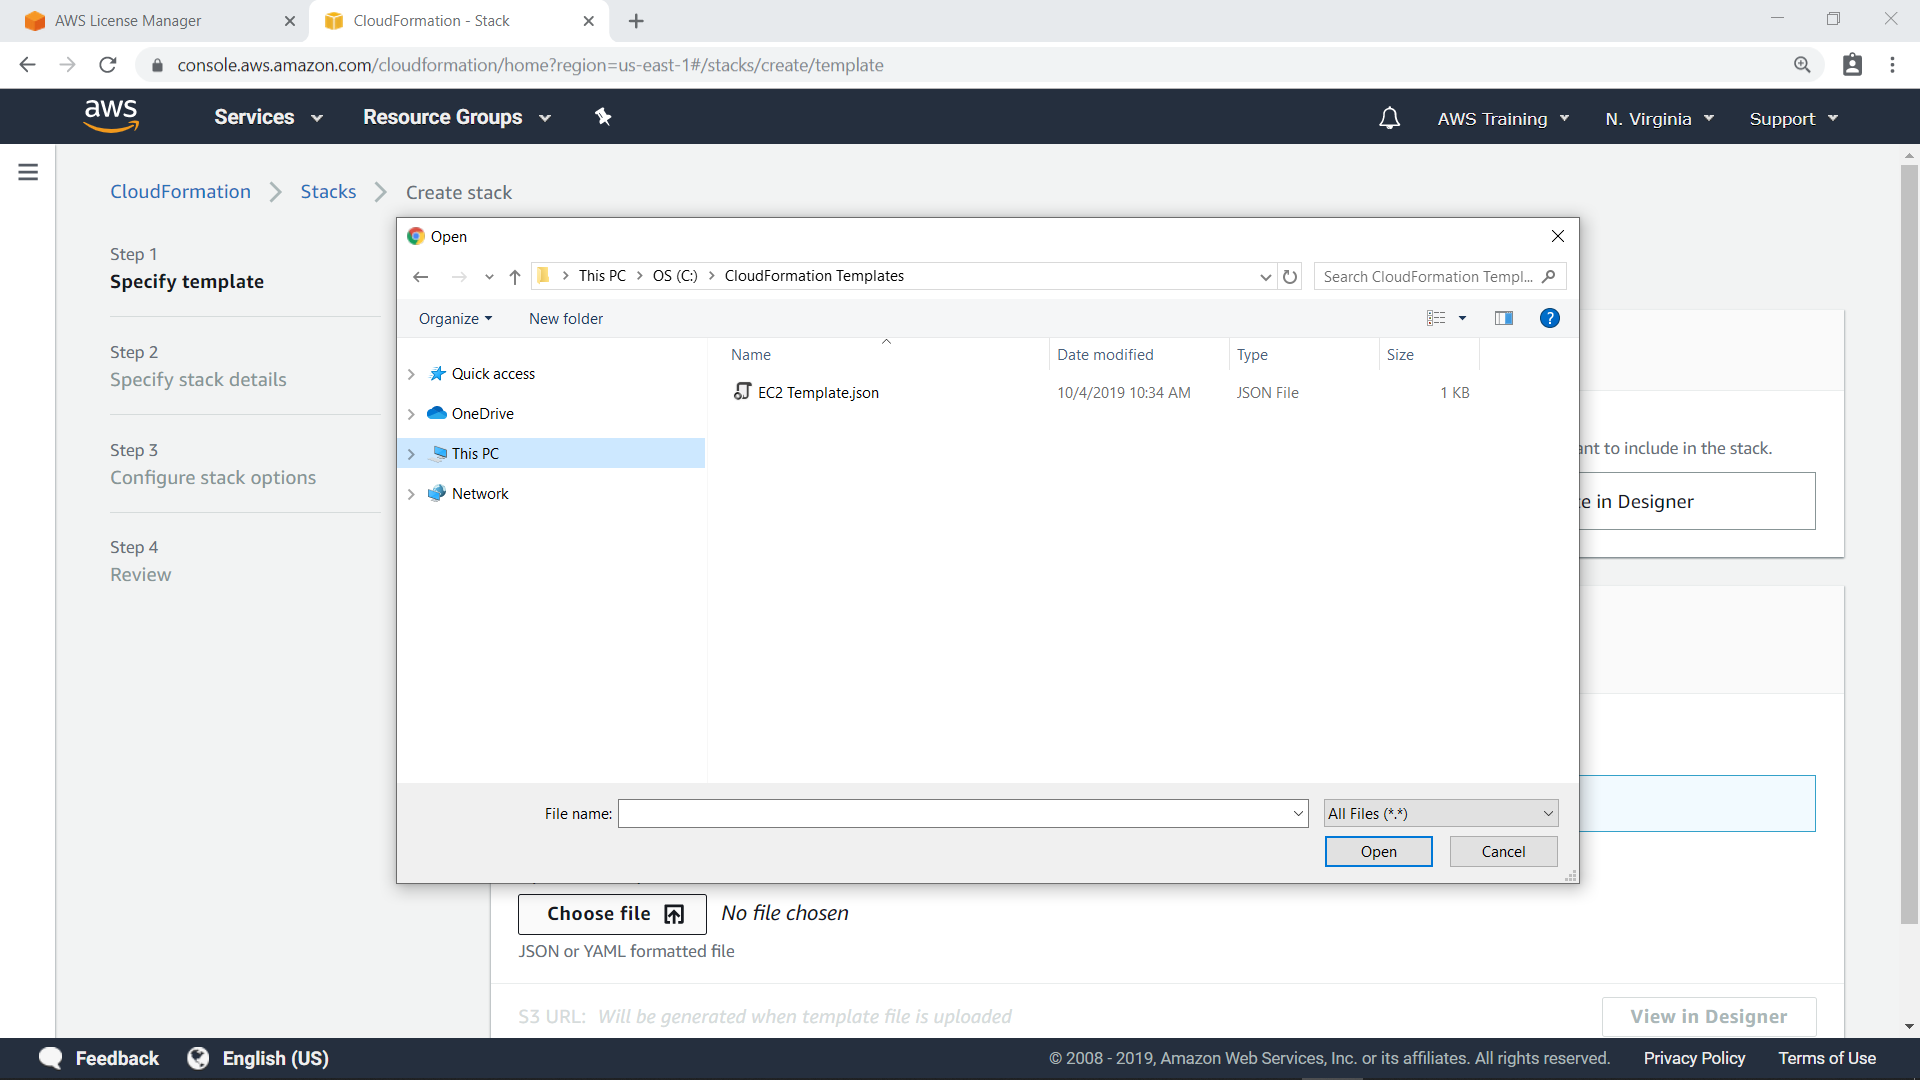 AWS License Manager
CloudFormation - Stack
console.aws.amazon.com/cloudformation/home?region=us-east-1#/stacks/create/template
aws
Services
Resource Groups
AWS Training
N. Virginia
Support
CloudFormation
Stacks
Create stack
Step 1
Specify template
Step 2
Specify stack details
Step 3
Configure stack options
Step 4
Review
Open
This PC
OS (C:)
CloudFormation Templates
Search CloudFormation Templ...
Organize
New folder
?
Name
Date modified
Type
Size
Quick access
OneDrive
This PC
Network
EC2 Template.json
10/4/2019 10:34 AM
JSON File
1 KB
File name:
All Files (*.*)
Open
Cancel
to include in the stack.
in Designer
Choose file
No file chosen
JSON or YAML formatted file
S3 URL: Will be generated when template file is uploaded
View in Designer
Feedback
English (US)
© 2008 - 2019, Amazon Web Services, Inc. or its affiliates. All rights reserved.
Privacy Policy
Terms of Use